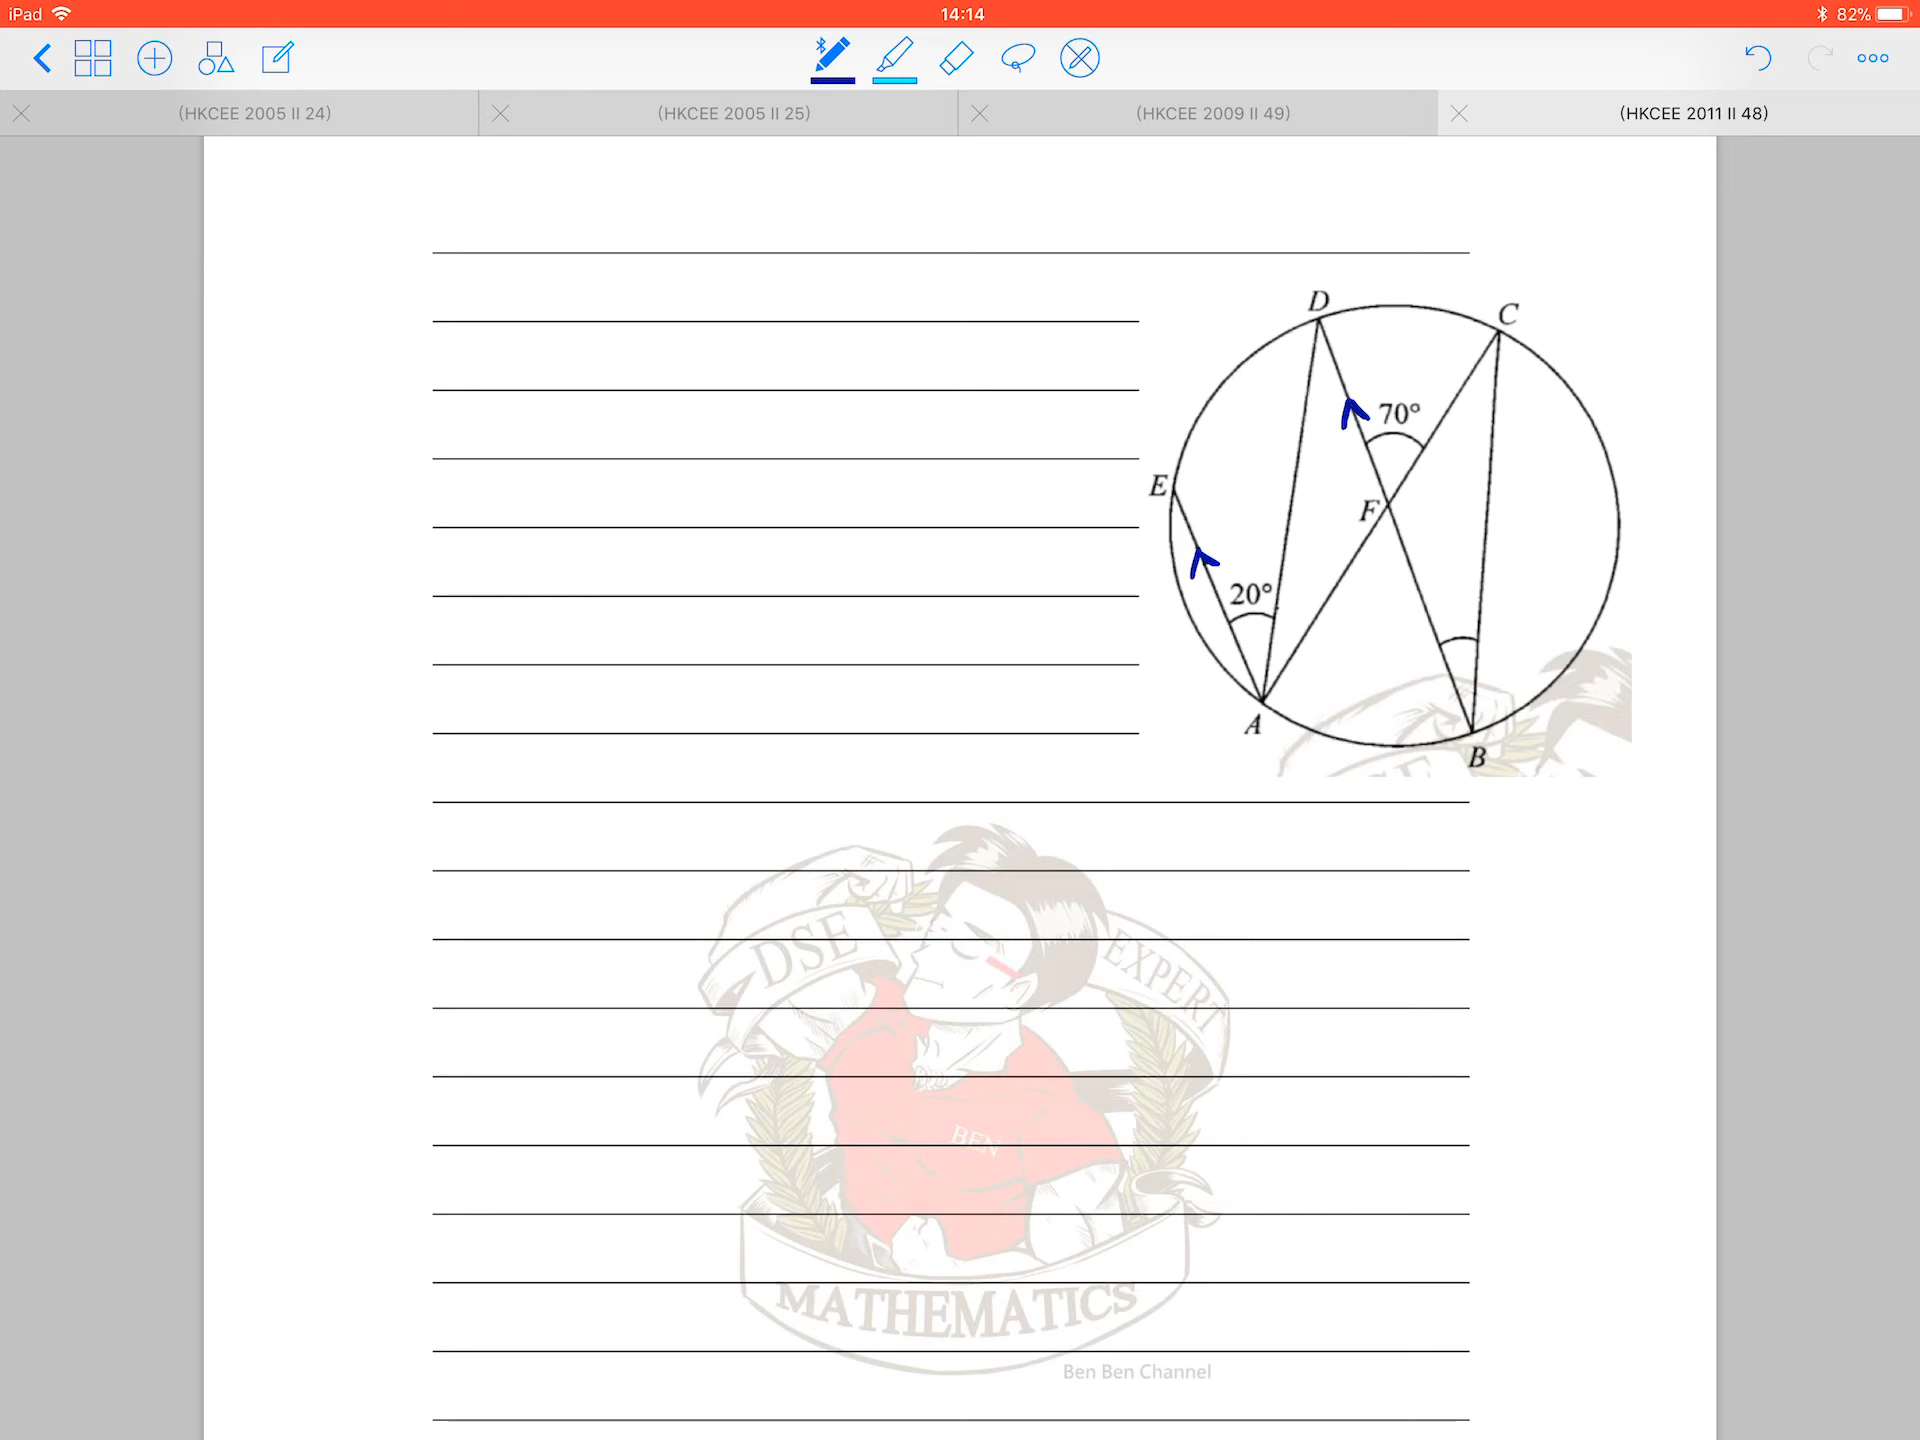 iPad 14:14 82%
(HKCEE 2005 II 24) (HKCEE 2005 II 25) (HKCEE 2009 II 49) (HKCEE 2011 II 48)
D C
70°
E
F
20°
A
B
DSE EXPERT
BEN
MATHEMATICS
Ben Ben Channel